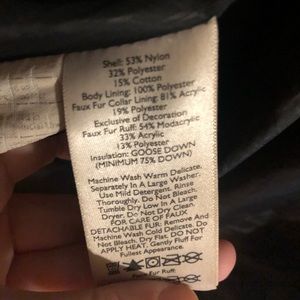 Shell: 53% Nylon
32% Polyester
15% Cotton
Body Lining: 100% Polyester
Faux Fur Collar Lining: 81% Acrylic
19% Polyester
Exclusive of Decoration
Faux Fur Ruff: 54% Modacrylic
33% Acrylic
13% Polyester
Insulation: GOOSE DOWN
(MINIMUM 75% DOWN)
Machine Wash Warm Delicate.
Separately In A Large Washer.
Use Mild Detergent. Rinse
Thoroughly. Do Not Bleach.
Tumble Dry Low In A Large
Dryer. Do Not Dry Clean.
FOR CARE OF FAUX
DETACHABLE FUR: Remove And
Machine Wash Cold Delicate. Do
Not Bleach. Dry Flat. DO NOT
APPLY HEAT. Gently Fluff For
Fullest Appearance.
Faux Fur Ruff: